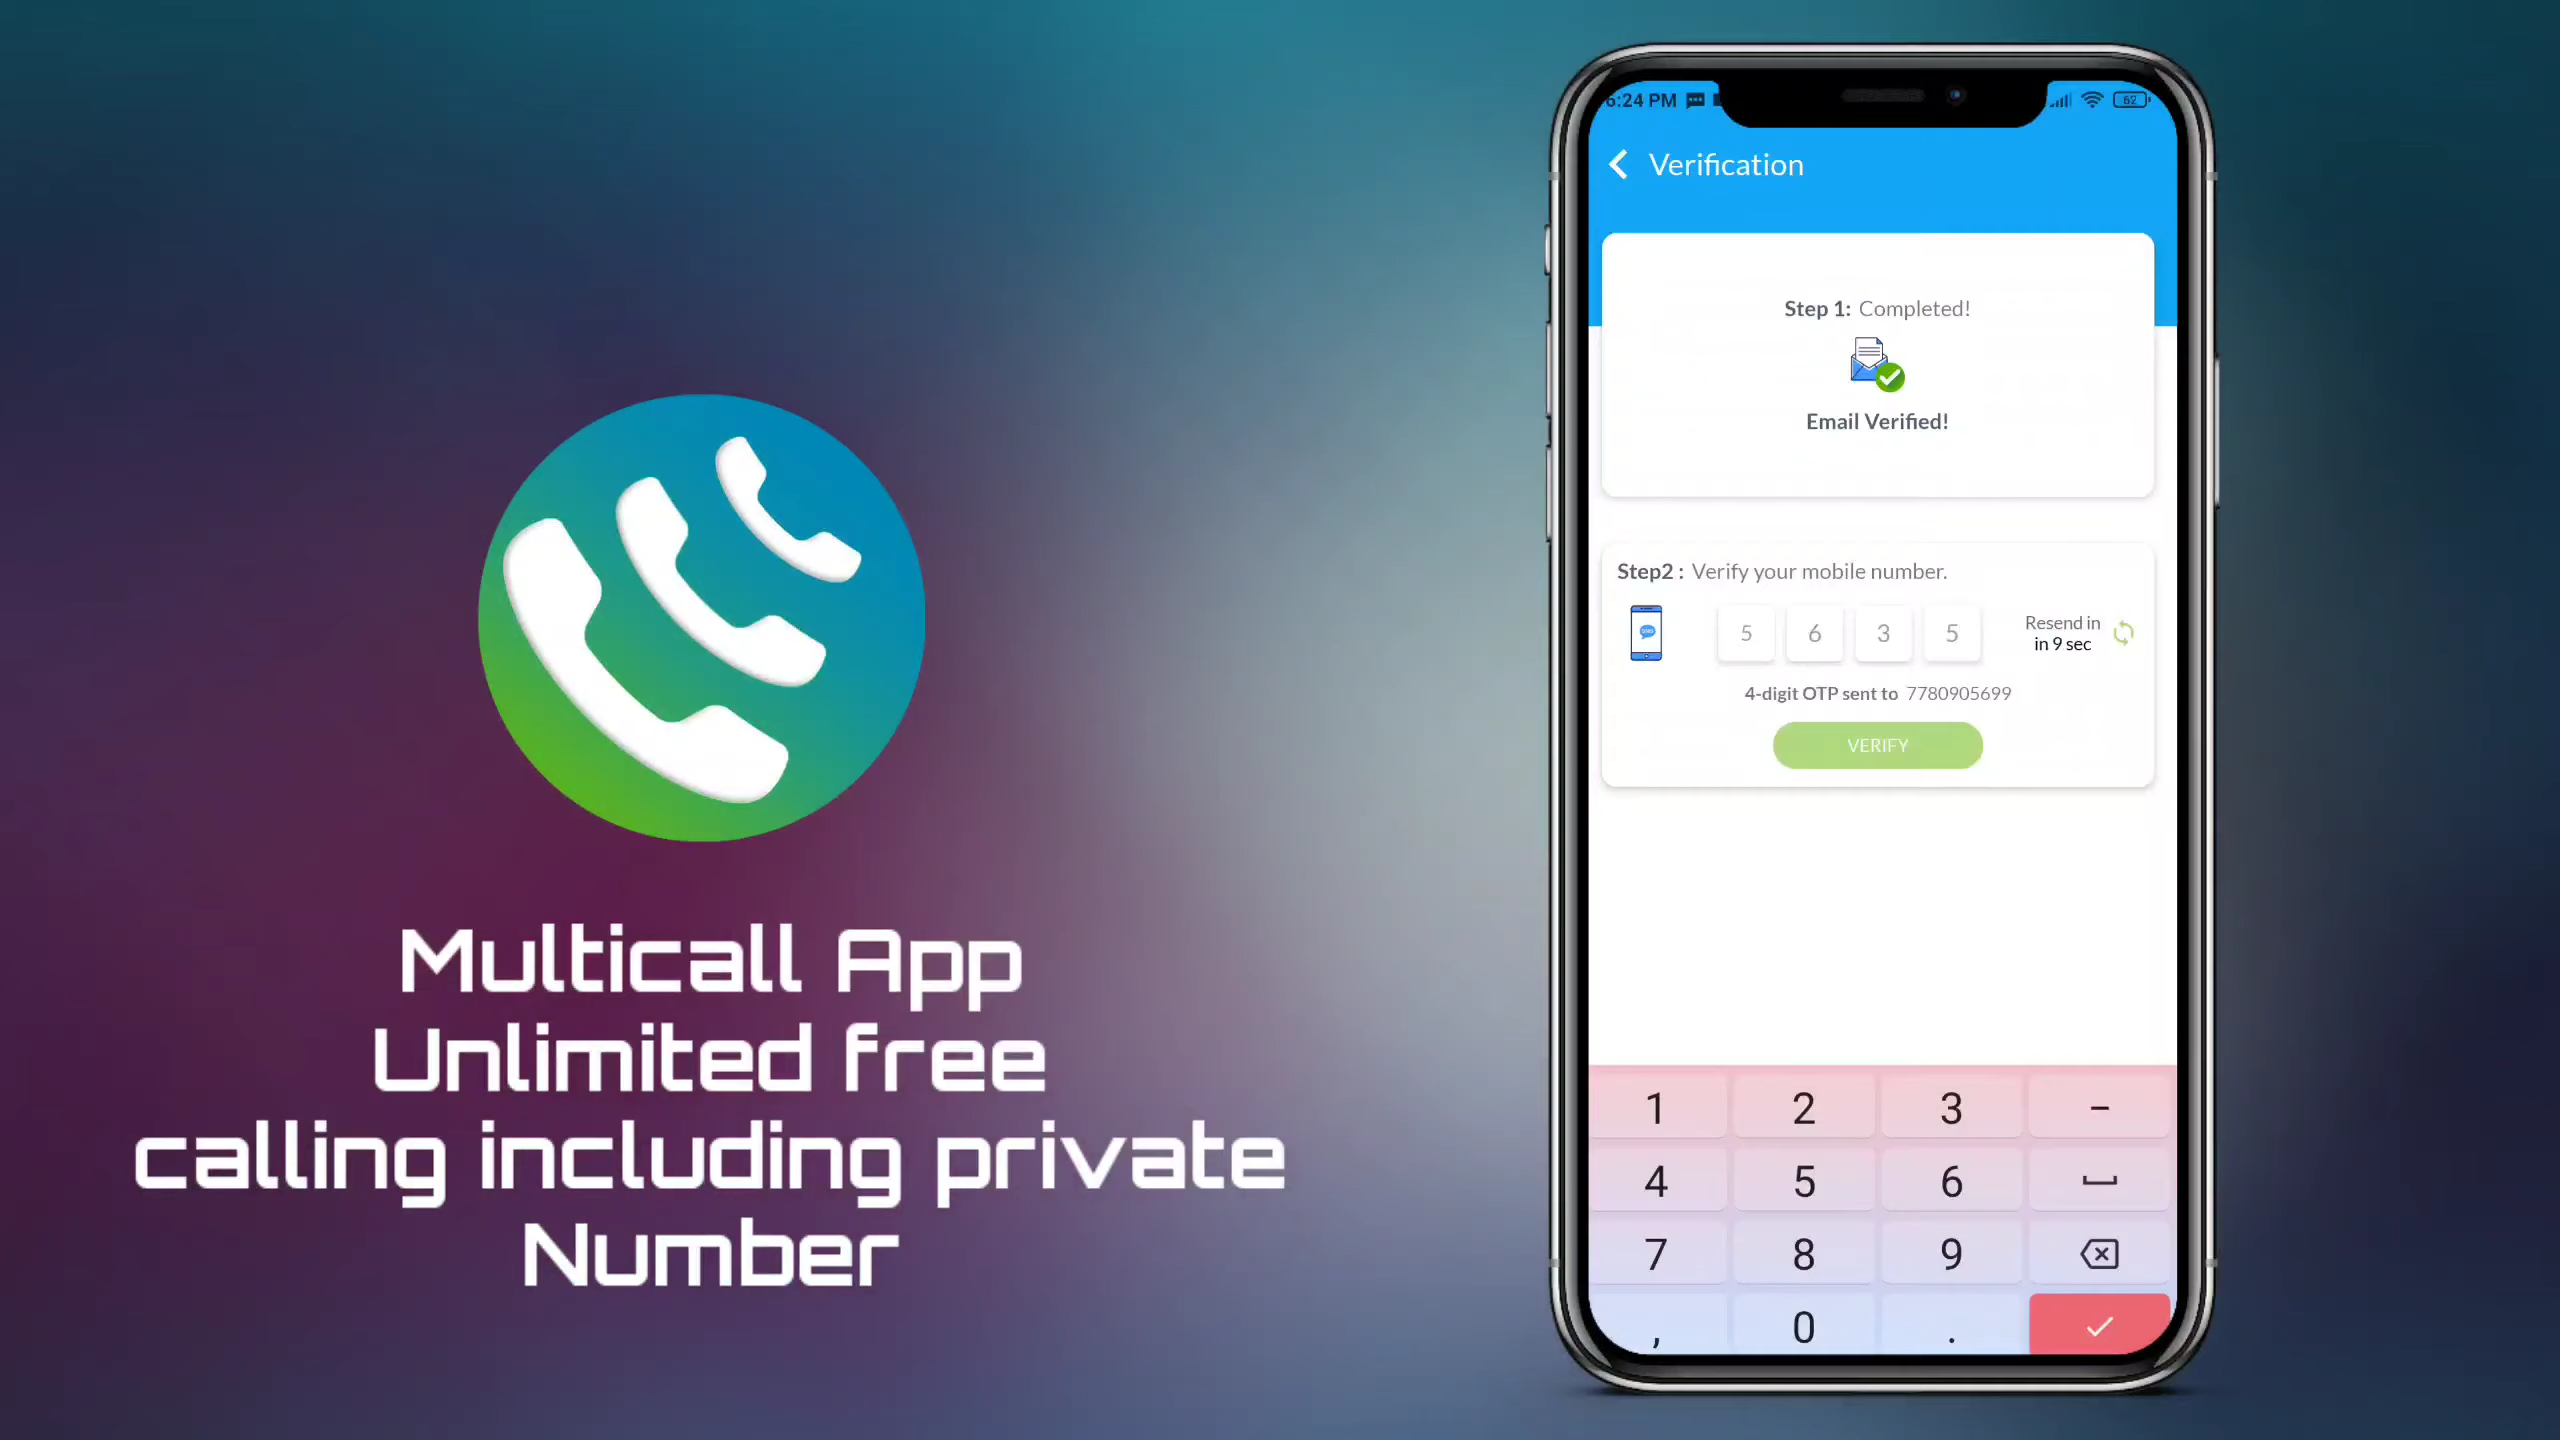 Multicall App
Unlimited free
calling including private
Number
6:24 PM
62
Verification
Step 1: Completed!
Email Verified!
Step2 : Verify your mobile number.
5 6 3 5
Resend in
in 9 sec
4-digit OTP sent to 7780905699
VERIFY
1 2 3 –
4 5 6
7 8 9
, 0 .